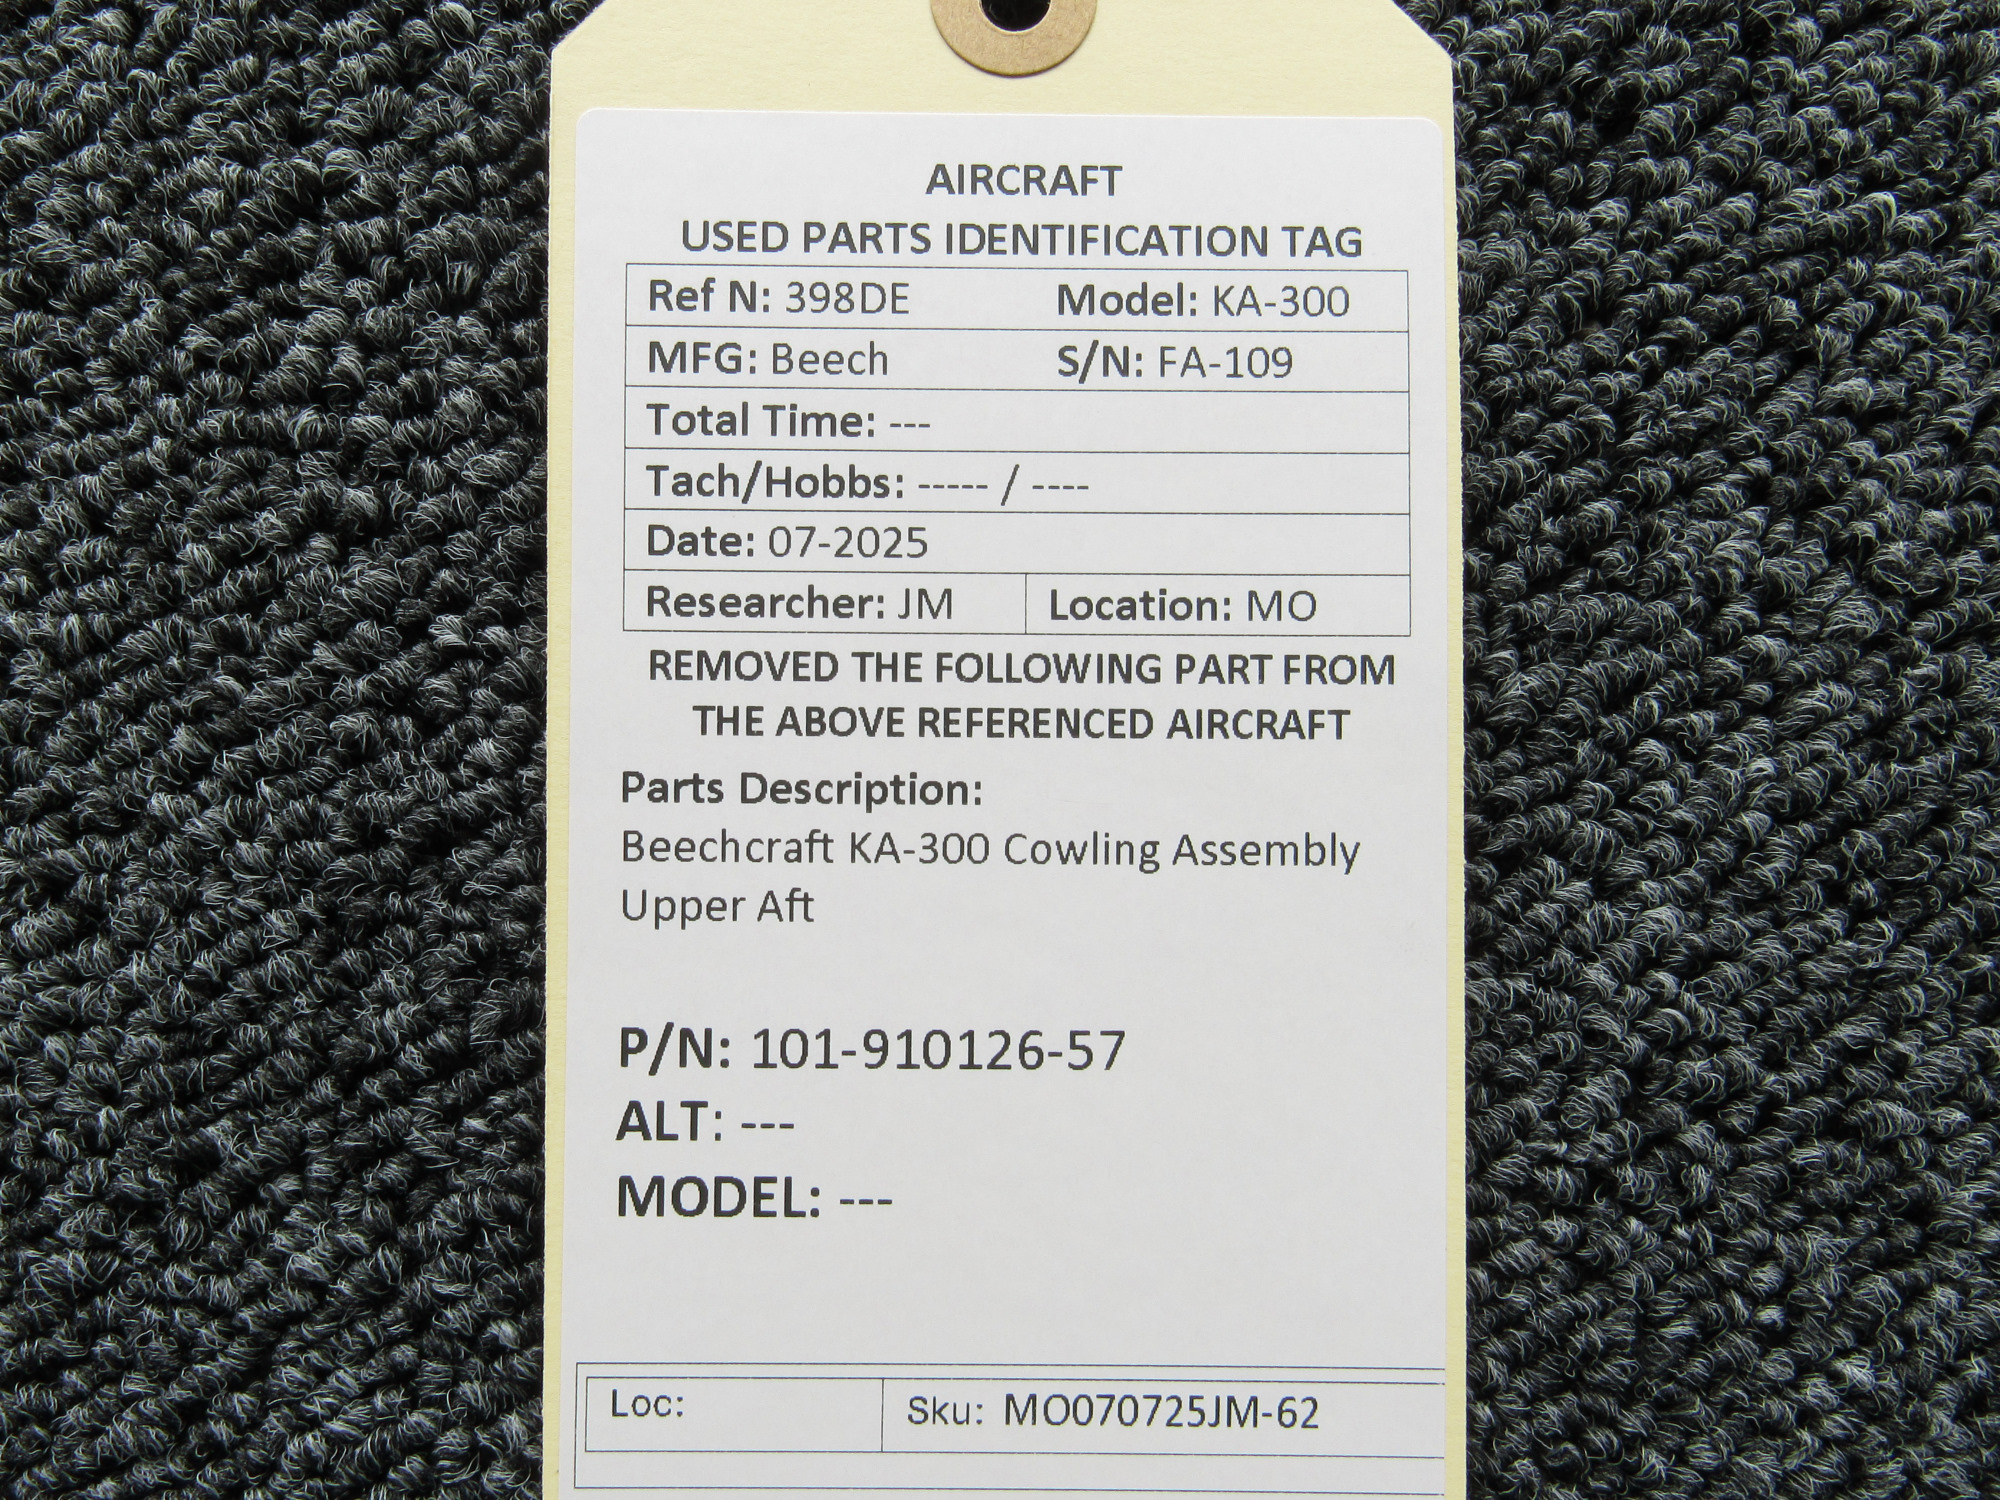 AIRCRAFT
USED PARTS IDENTIFICATION TAG
Ref N: 398DE Model: KA-300
MFG: Beech S/N: FA-109
Total Time: ---
Tach/Hobbs: ----- / ----
Date: 07-2025
Researcher: JM Location: MO
REMOVED THE FOLLOWING PART FROM
THE ABOVE REFERENCED AIRCRAFT
Parts Description:
Beechcraft KA-300 Cowling Assembly
Upper Aft
P/N: 101-910126-57
ALT: ---
MODEL: ---
Loc: Sku: MO070725JM-62